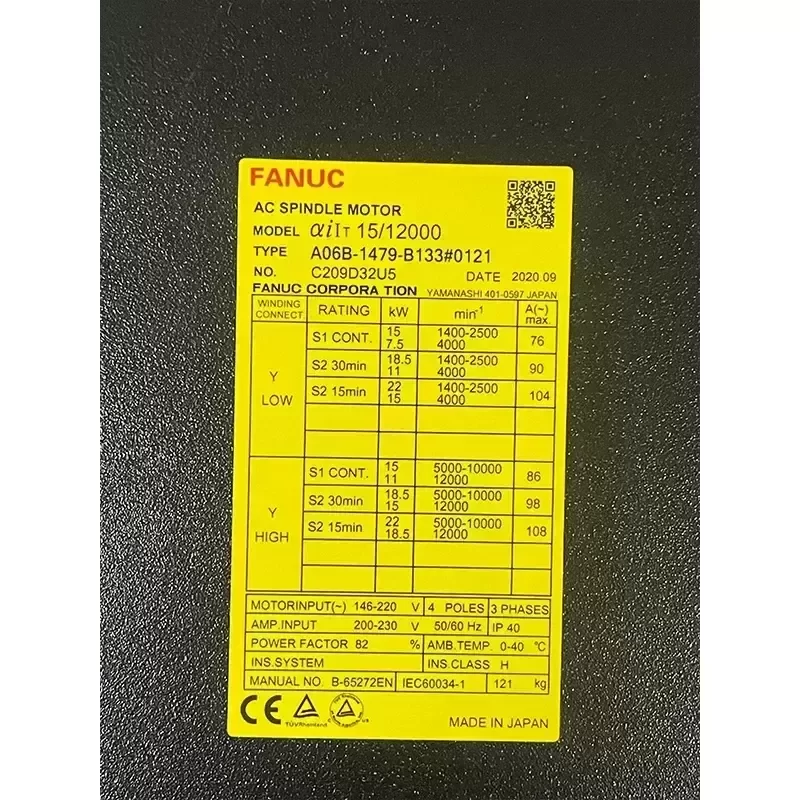 FANUC
AC SPINDLE MOTOR
MODEL αiIT 15/12000
TYPE A06B-1479-B133#0121
NO. C209D32U5 DATE 2020.09
FANUC CORPORA TION YAMANASHI 401-0597 JAPAN
WINDING CONNECT. RATING kW min-1 A(~) max.
Y LOW
S1 CONT. 15 1400-2500 76
7.5 4000
S2 30min 18.5 1400-2500 90
11 4000
S2 15min 22 1400-2500 104
15 4000
Y HIGH
S1 CONT. 15 5000-10000 86
11 12000
S2 30min 18.5 5000-10000 98
15 12000
S2 15min 22 5000-10000 108
18.5 12000
MOTORINPUT(~) 146-220 V 4 POLES 3 PHASES
AMP.INPUT 200-230 V 50/60 Hz IP 40
POWER FACTOR 82 % AMB.TEMP. 0-40 ℃
INS.SYSTEM INS.CLASS H
MANUAL NO. B-65272EN IEC60034-1 121 kg
CE TÜVRheinland US
MADE IN JAPAN